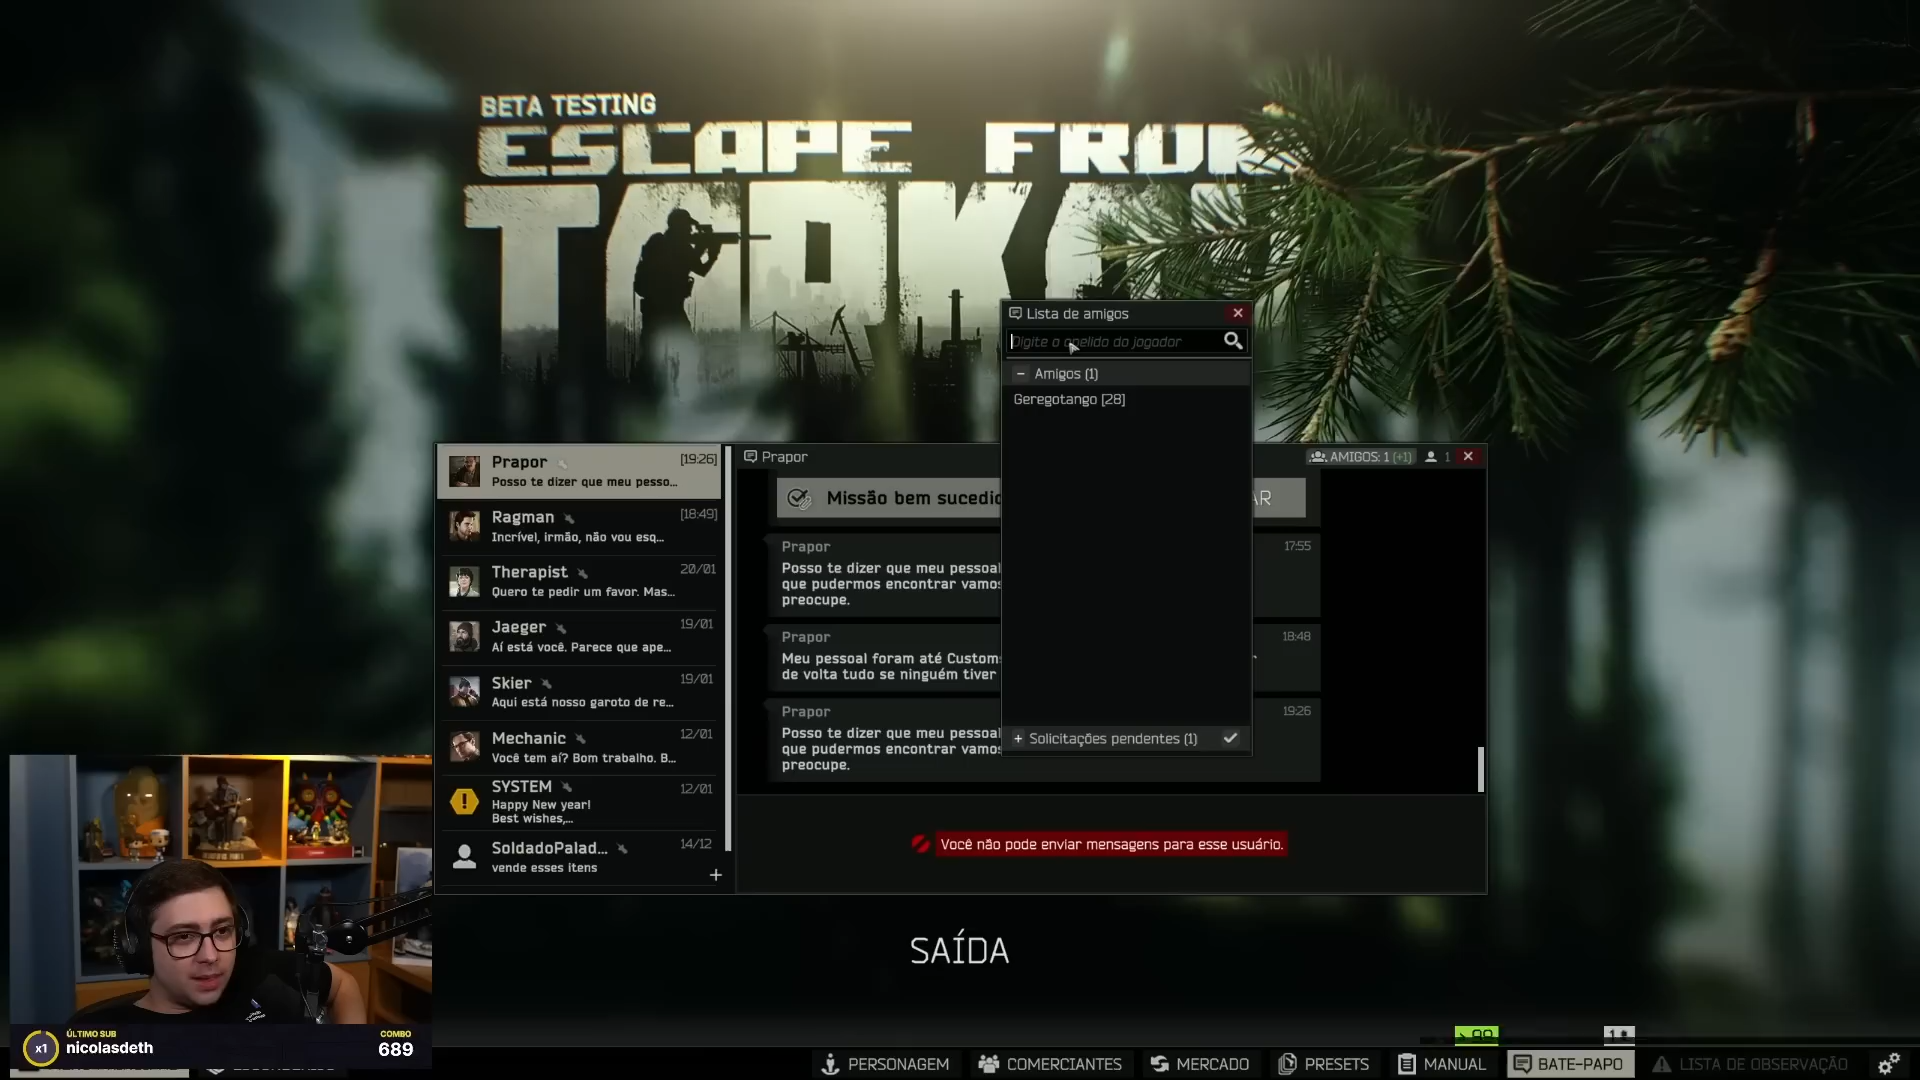 BETA TESTING
ESCAPE FROM
Lista de amigos
Digite o apelido do jogador
Amigos (1)
Geregotango [28]
Solicitações pendentes (1)
Prapor
[19:26]
Posso te dizer que meu pesso...
Ragman
[18:49]
Incrível, irmão, não vou esq...
Therapist
20/01
Quero te pedir um favor. Mas...
Jaeger
19/01
Aí está você. Parece que ape...
Skier
19/01
Aqui está nosso garoto de re...
Mechanic
12/01
Você tem aí? Bom trabalho. B...
SYSTEM
12/01
Happy New year!
Best wishes,...
SoldadoPalad...
14/12
vende esses itens
Prapor
AMIGOS: 1 (+1)
1
Missão bem sucedid
AR
Prapor
17:55
Posso te dizer que meu pessoal
que pudermos encontrar vamos
preocupe.
Prapor
18:48
Meu pessoal foram até Customs
de volta tudo se ninguém tiver
Prapor
19:26
Posso te dizer que meu pessoal
que pudermos encontrar vamos
preocupe.
Você não pode enviar mensagens para esse usuário.
SAÍDA
x1
ÚLTIMO SUB
nicolasdeth
COMBO
689
PERSONAGEM
COMERCIANTES
MERCADO
PRESETS
MANUAL
BATE-PAPO
LISTA DE OBSERVAÇÃO